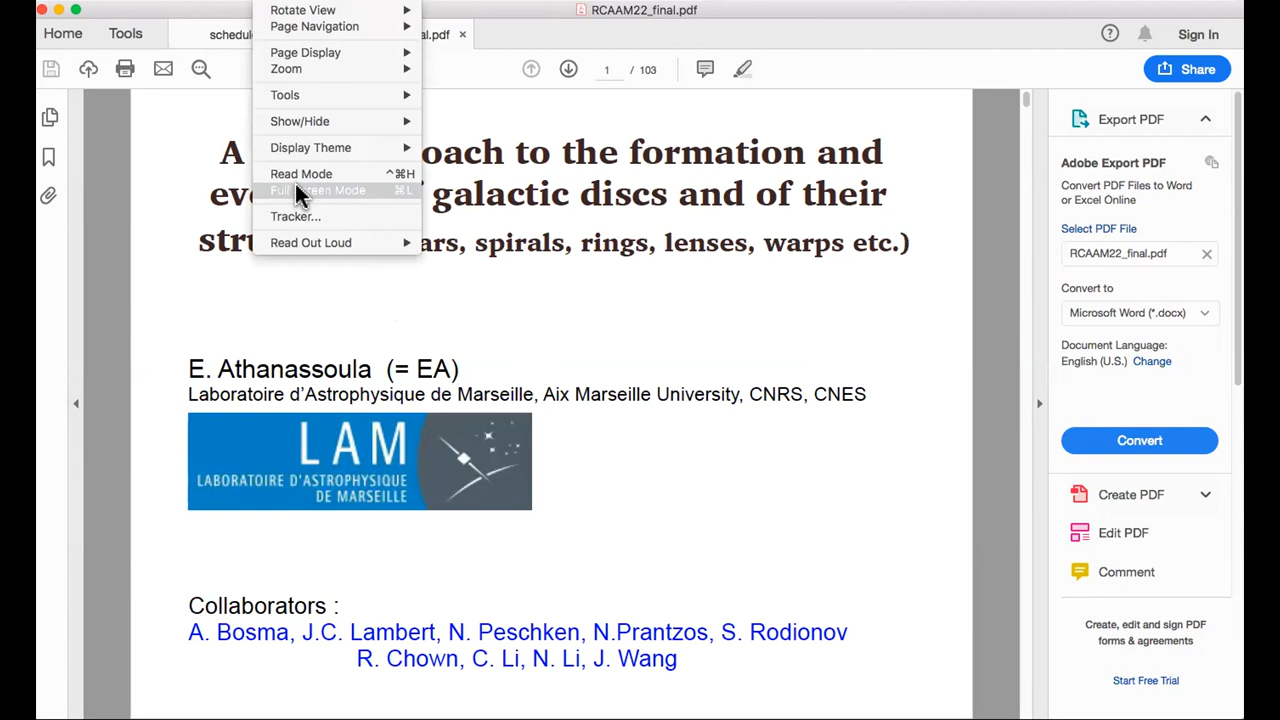 Rotate View
RCAAM22_final.pdf
Page Navigation
Home
Tools
al.pdf ×
Sign In
Page Display
Zoom
1 / 103
Share
Tools
Show/Hide
Export PDF
Display Theme
A oach to the formation and
Read Mode ^⌘H
Full Screen Mode ⌘L
galactic discs and of their
Tracker...
Read Out Loud
ars, spirals, rings, lenses, warps etc.)
Adobe Export PDF
Convert PDF Files to Word
or Excel Online
Select PDF File
RCAAM22_final.pdf
Convert to
Microsoft Word (*.docx)
Document Language:
English (U.S.) Change
Convert
E. Athanassoula (= EA)
Laboratoire d'Astrophysique de Marseille, Aix Marseille University, CNRS, CNES
LAM
LABORATOIRE D'ASTROPHYSIQUE
DE MARSEILLE
Create PDF
Edit PDF
Comment
Collaborators :
A. Bosma, J.C. Lambert, N. Peschken, N.Prantzos, S. Rodionov
R. Chown, C. Li, N. Li, J. Wang
Create, edit and sign PDF
forms & agreements
Start Free Trial